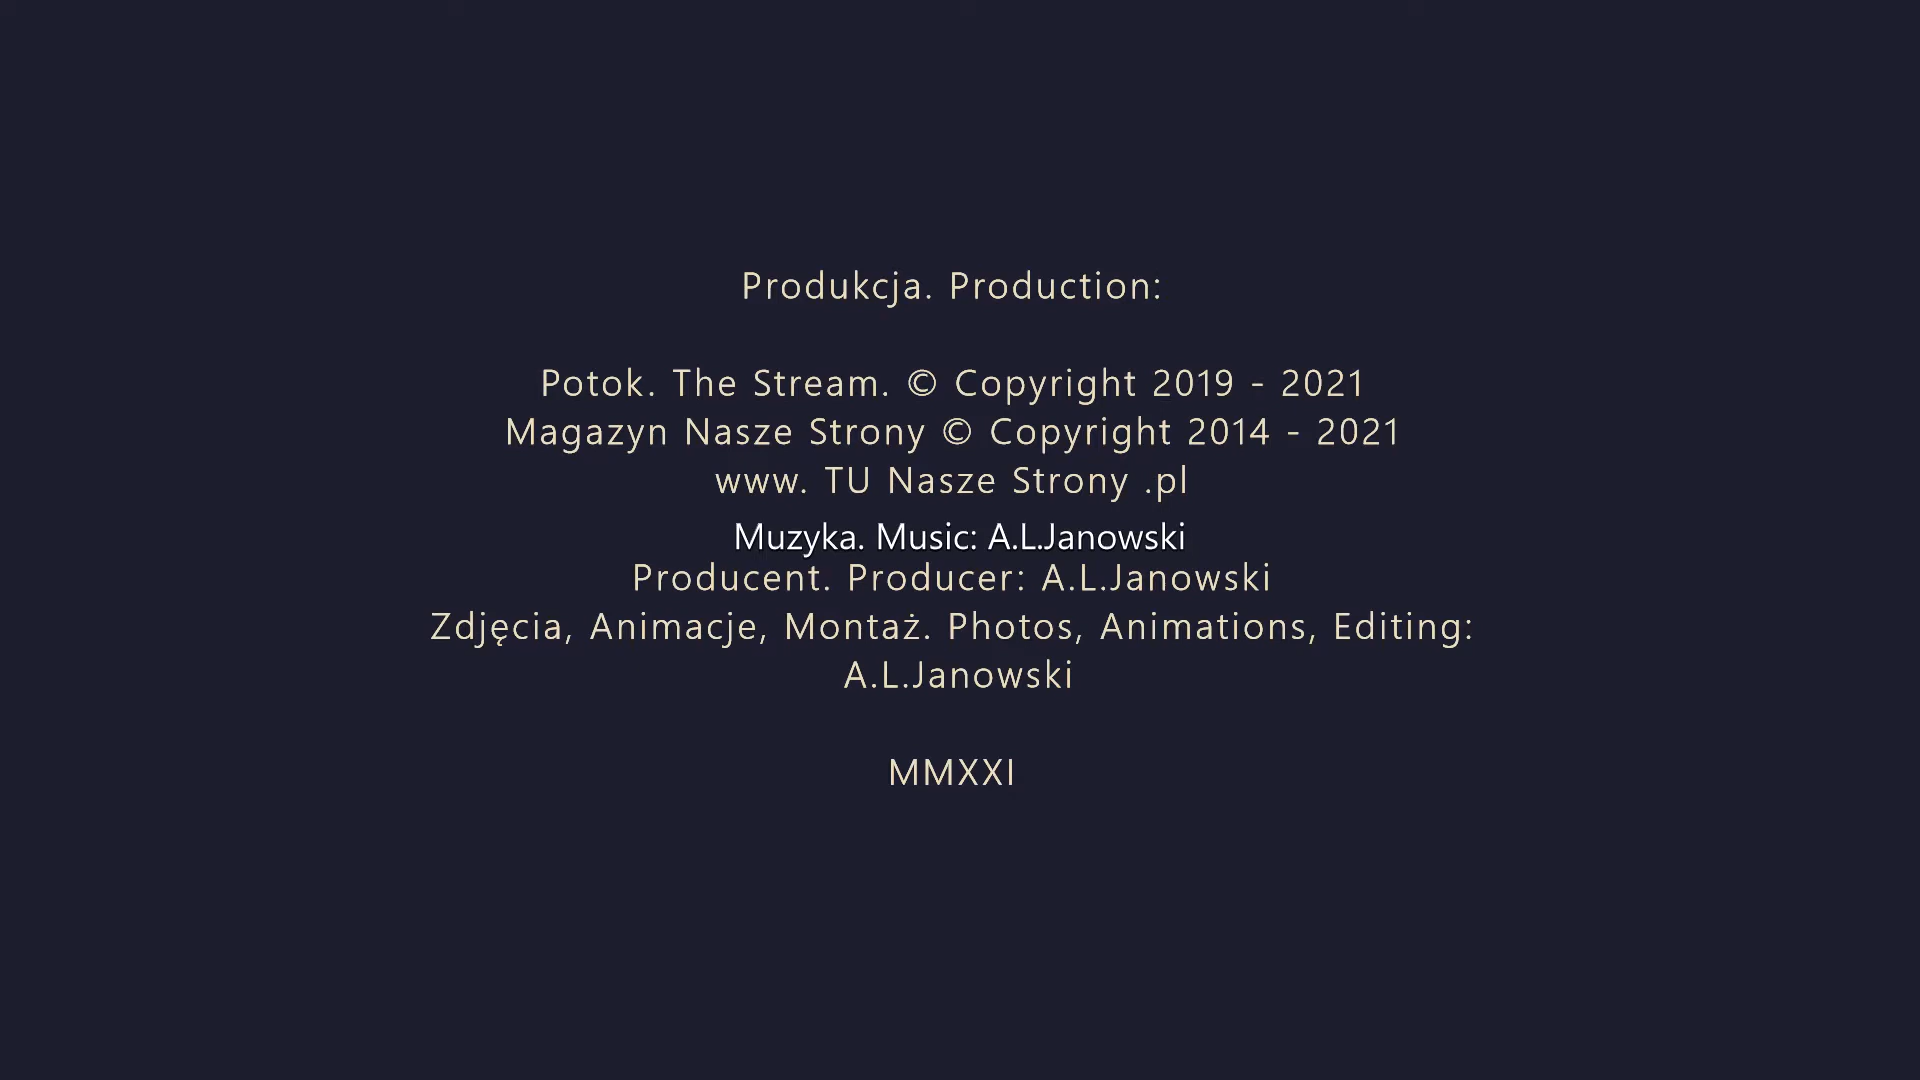 Produkcja. Production:
Potok. The Stream. © Copyright 2019 - 2021
Magazyn Nasze Strony © Copyright 2014 - 2021
www. TU Nasze Strony .pl
Muzyka. Music: A.L.Janowski
Producent. Producer: A.L.Janowski
Zdjęcia, Animacje, Montaż. Photos, Animations, Editing:
A.L.Janowski
MMXXI